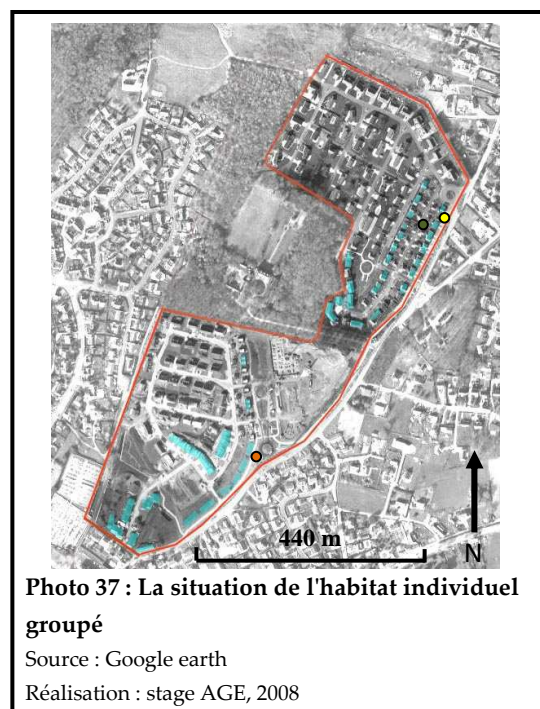 440 m
N
Photo 37 : La situation de l'habitat individuel
groupé
Source : Google earth
Réalisation : stage AGE, 2008